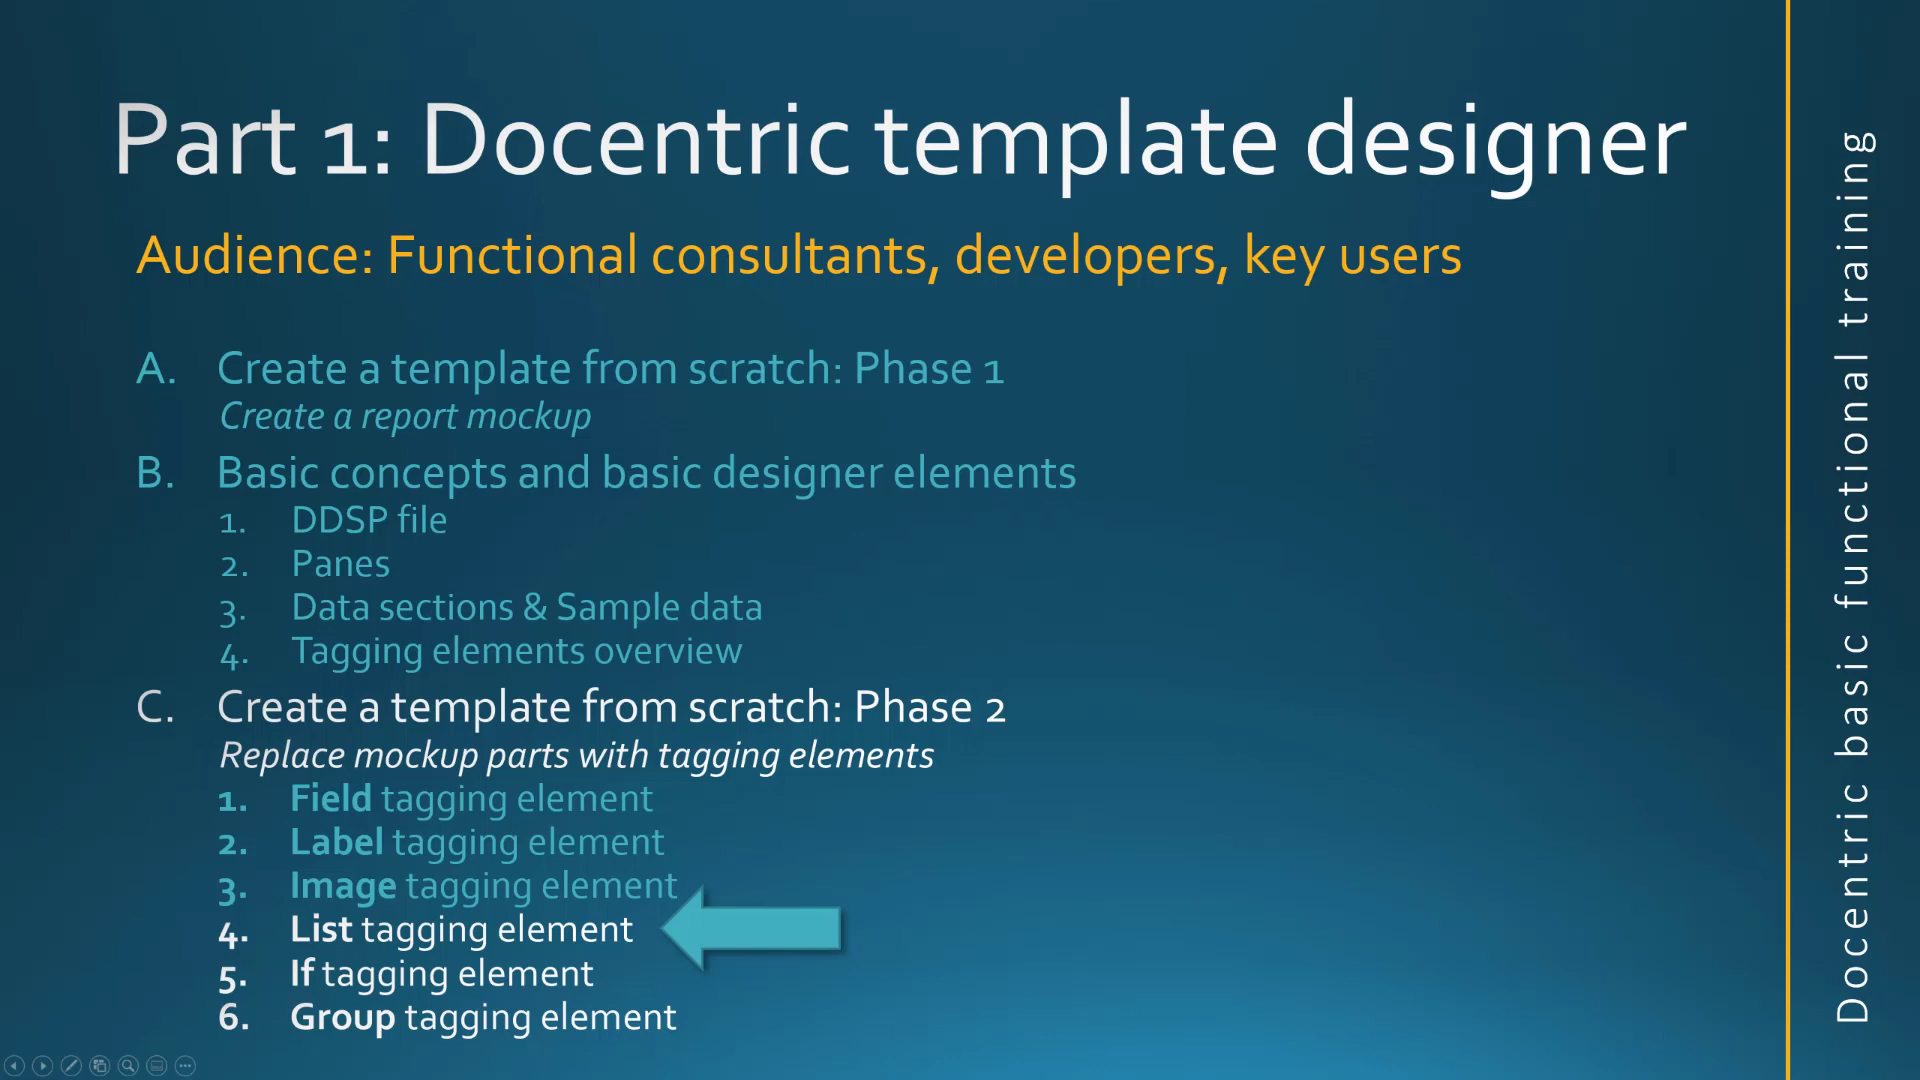 Part 1: Docentric template designer
Audience: Functional consultants, developers, key users
A. Create a template from scratch: Phase 1
Create a report mockup
B. Basic concepts and basic designer elements
1. DDSP file
2. Panes
3. Data sections & Sample data
4. Tagging elements overview
C. Create a template from scratch: Phase 2
Replace mockup parts with tagging elements
1. Field tagging element
2. Label tagging element
3. Image tagging element
4. List tagging element
5. If tagging element
6. Group tagging element
Docentric basic functional training